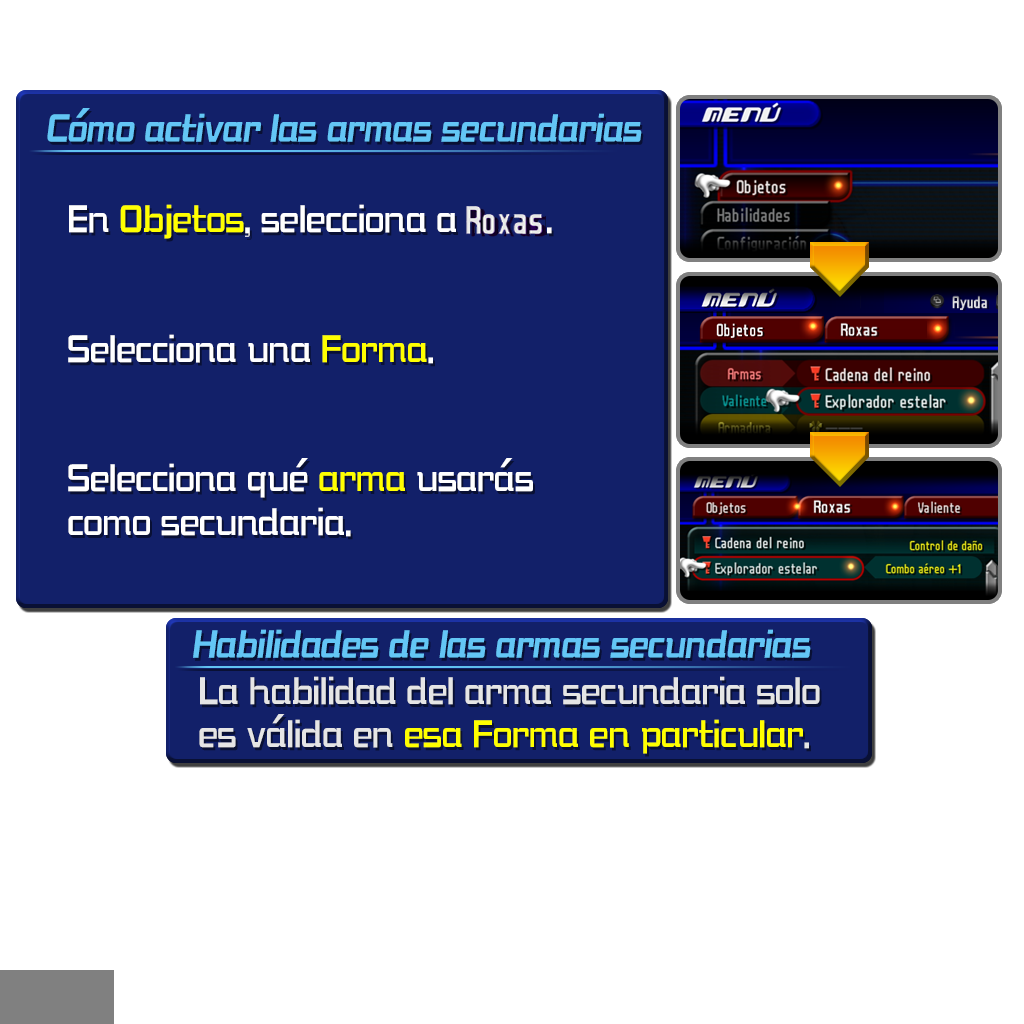 Cómo activar las armas secundarias
En Objetos, selecciona a Roxas.
Selecciona una Forma.
Selecciona qué arma usarás
como secundaria.
MENÚ
Objetos
Habilidades
Configuración
MENÚ
Ayuda
Objetos
Roxas
Armas
Cadena del reino
Valiente
Explorador estelar
Armadura
MENÚ
Objetos
Roxas
Valiente
Cadena del reino
Control de daño
Explorador estelar
Combo aéreo +1
Habilidades de las armas secundarias
La habilidad del arma secundaria solo
es válida en esa Forma en particular.